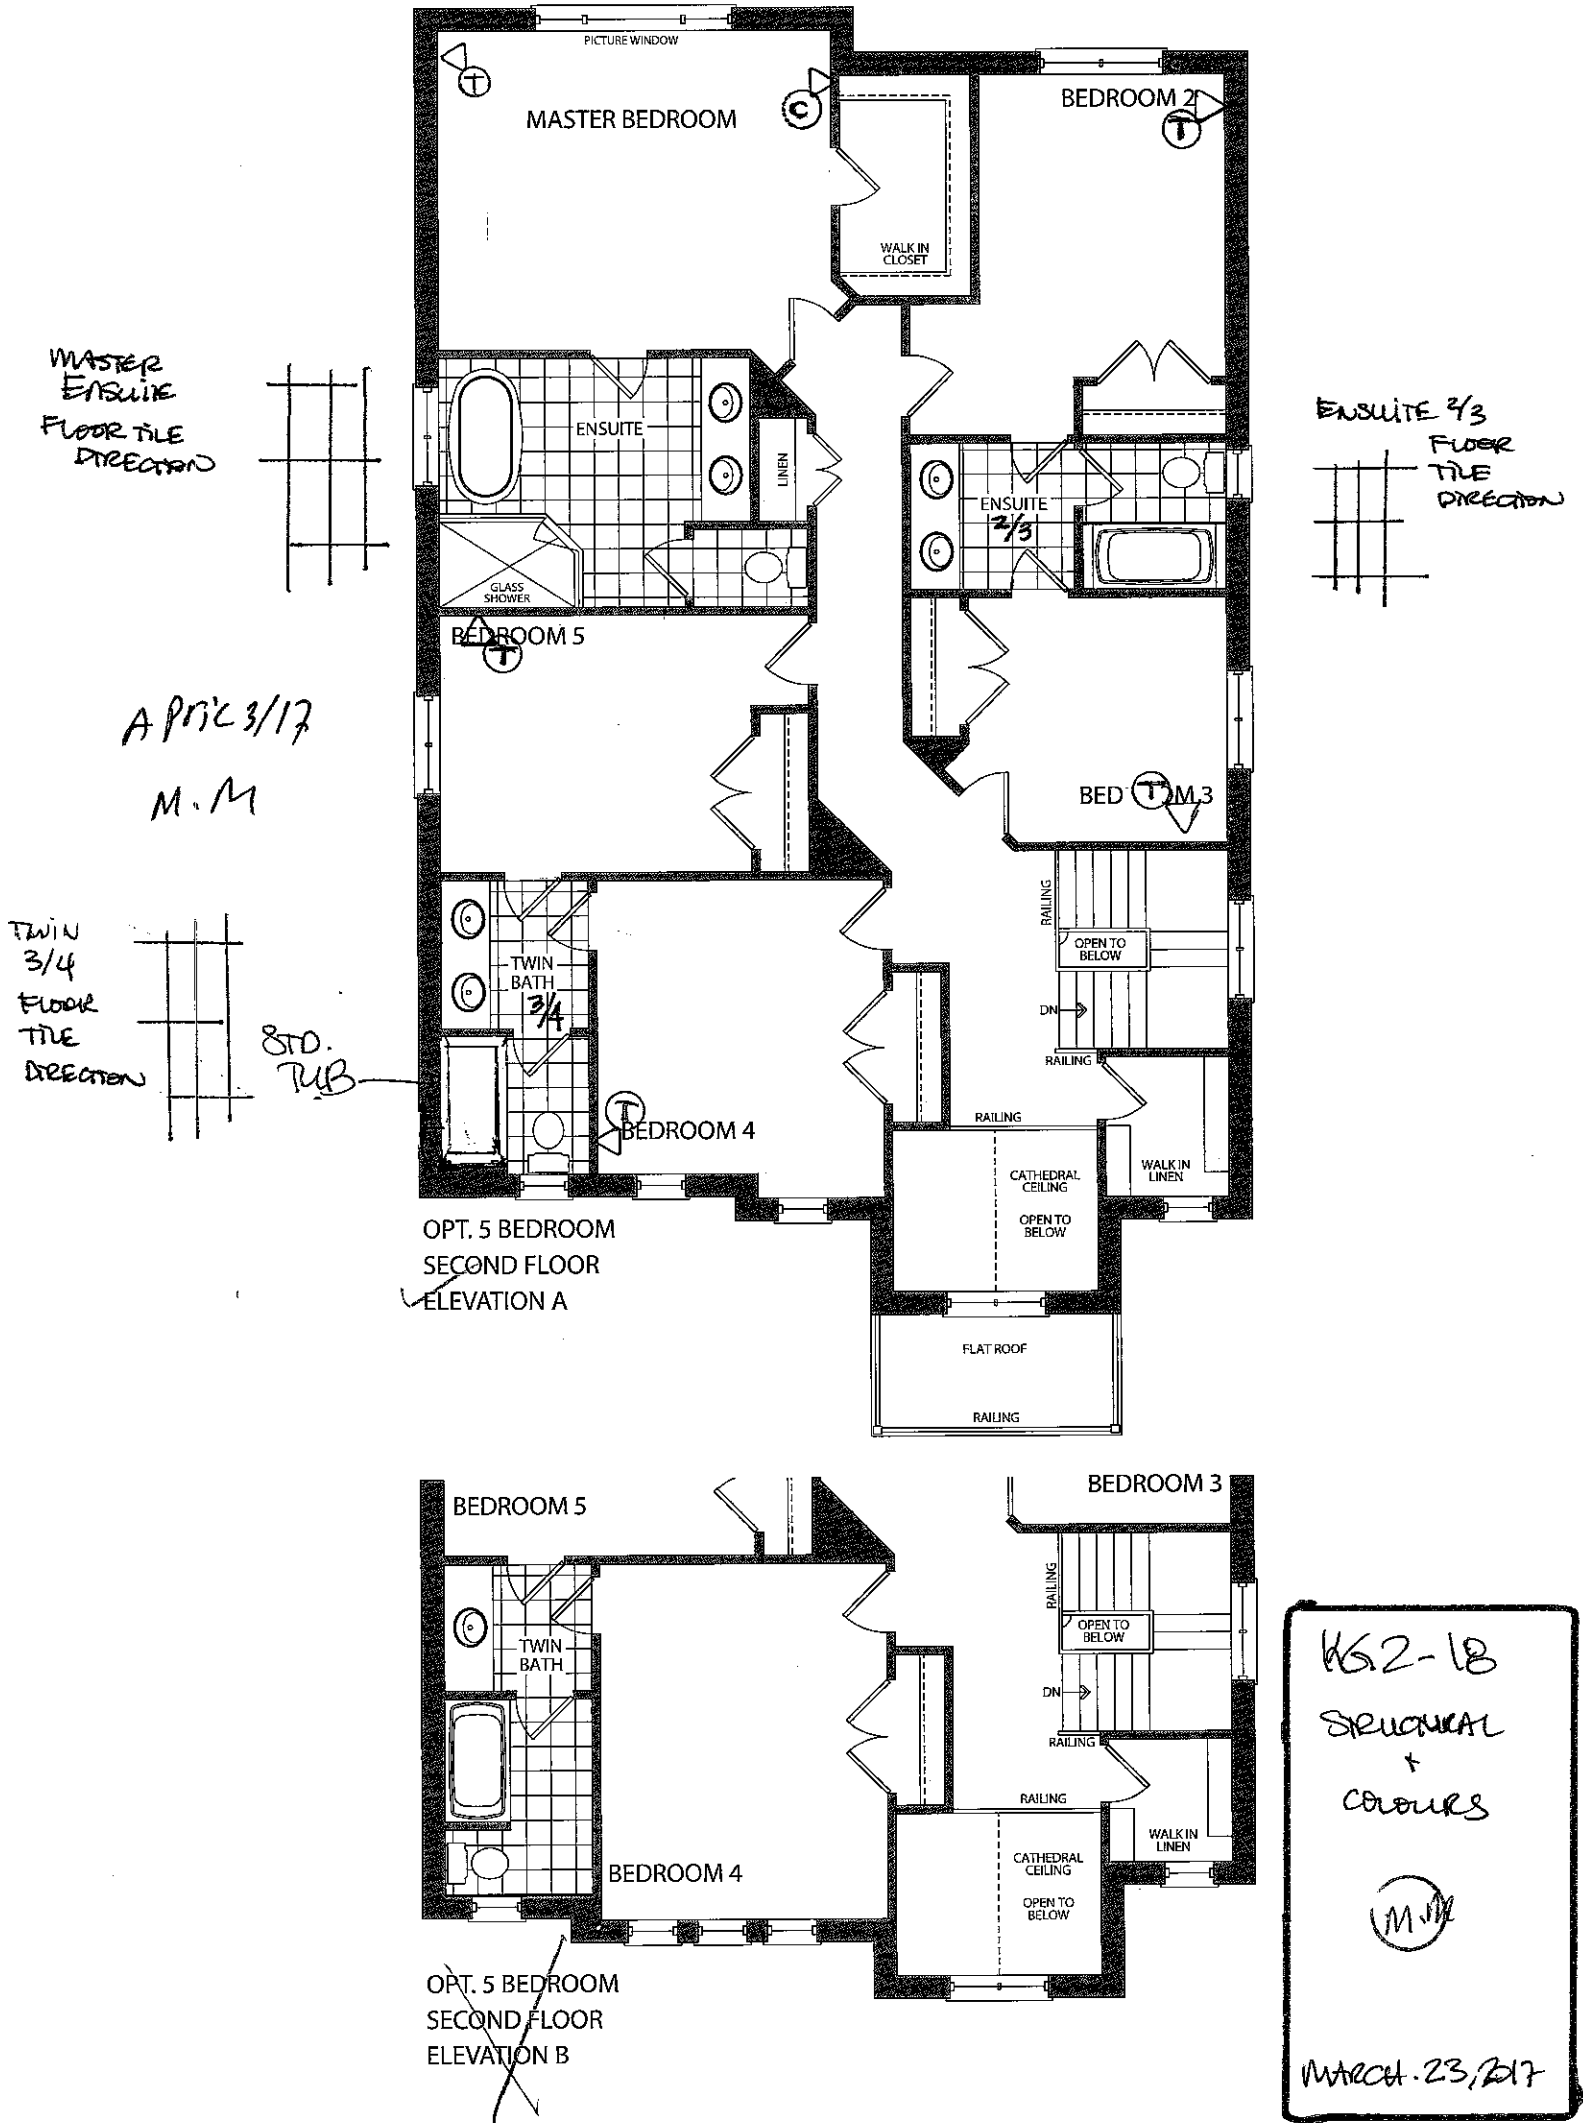 PICTURE WINDOW
T
MASTER BEDROOM
C
BEDROOM 2
T
WALK IN
CLOSET
MASTER
ENSUITE
FLOOR TILE
DIRECTION
ENSUITE
LINEN
GLASS
SHOWER
ENSUITE
2/3
ENSUITE 2/3
FLOOR
TILE
DIRECTION
BEDROOM 5
T
APRIL 3/17
M.M
BED T M 3
TWIN
3/4
FLOOR
TILE
DIRECTION
STD.
TUB
TWIN
BATH
3/4
T
BEDROOM 4
RAILING
OPEN TO
BELOW
DN
RAILING
RAILING
WALK IN
LINEN
CATHEDRAL
CEILING
OPEN TO
BELOW
OPT. 5 BEDROOM
SECOND FLOOR
ELEVATION A
FLAT ROOF
RAILING
BEDROOM 5
BEDROOM 3
TWIN
BATH
BEDROOM 4
RAILING
OPEN TO
BELOW
DN
RAILING
RAILING
WALK IN
LINEN
CATHEDRAL
CEILING
OPEN TO
BELOW
OPT. 5 BEDROOM
SECOND FLOOR
ELEVATION B
KG2-18
STRUCTURAL
+
COLOURS
M.M
MARCH.23,2017